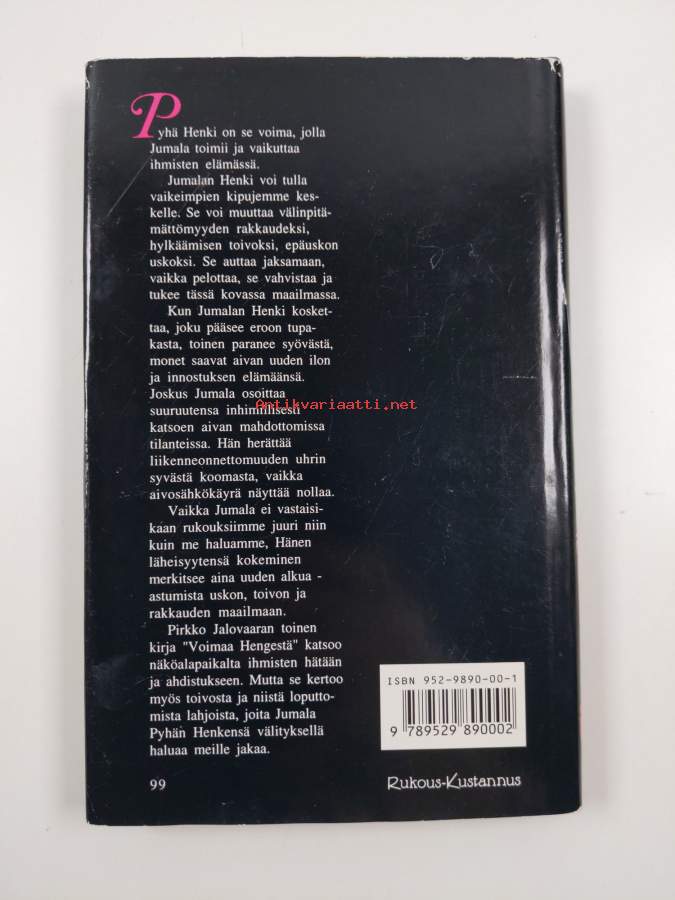 Pyhä Henki on se voima, jolla
Jumala toimii ja vaikuttaa
ihmisten elämässä.
Jumalan Henki voi tulla
vaikeimpien kipujemme kes-
kelle. Se voi muuttaa välinpitä-
mättömyyden rakkaudeksi,
hylkäämisen toivoksi, epäuskon
uskoksi. Se auttaa jaksamaan,
vaikka pelottaa, se vahvistaa ja
tukee tässä kovassa maailmassa.
Kun Jumalan Henki kosket-
taa, joku pääsee eroon tupa-
kasta, toinen paranee syövästä,
monet saavat aivan uuden ilon
ja innostuksen elämäänsä.
Joskus Jumala osoittaa
suuruutensa inhimillisesti
katsoen aivan mahdottomissa
tilanteissa. Hän herättää
liikenneonnettomuuden uhrin
syvästä koomasta, vaikka
aivosähkökäyrä näyttää nollaa.
Vaikka Jumala ei vastaisi-
kaan rukouksiimme juuri niin
kuin me haluamme, Hänen
läheisyytensä kokeminen
merkitsee aina uuden alkua -
astumista uskon, toivon ja
rakkauden maailmaan.
Pirkko Jalovaaran toinen
kirja "Voimaa Hengestä" katsoo
näköalapaikalta ihmisten hätään
ja ahdistukseen. Mutta se kertoo
myös toivosta ja niistä loputto-
mista lahjoista, joita Jumala
Pyhän Henkensä välityksellä
haluaa meille jakaa.
99
ISBN 952-9890-00-1
9 789529 890002
Rukous-Kustannus
Antikvariaatti.net